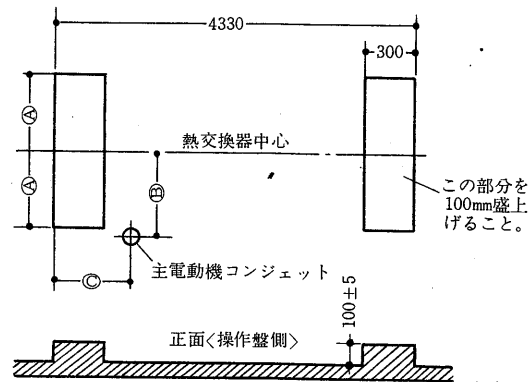 4330
300
Ⓐ
熱交換器中心
Ⓐ
Ⓑ
この部分を
100mm盛上
げること。
Ⓒ
主電動機コンジェット
正面<操作盤側>
100±5